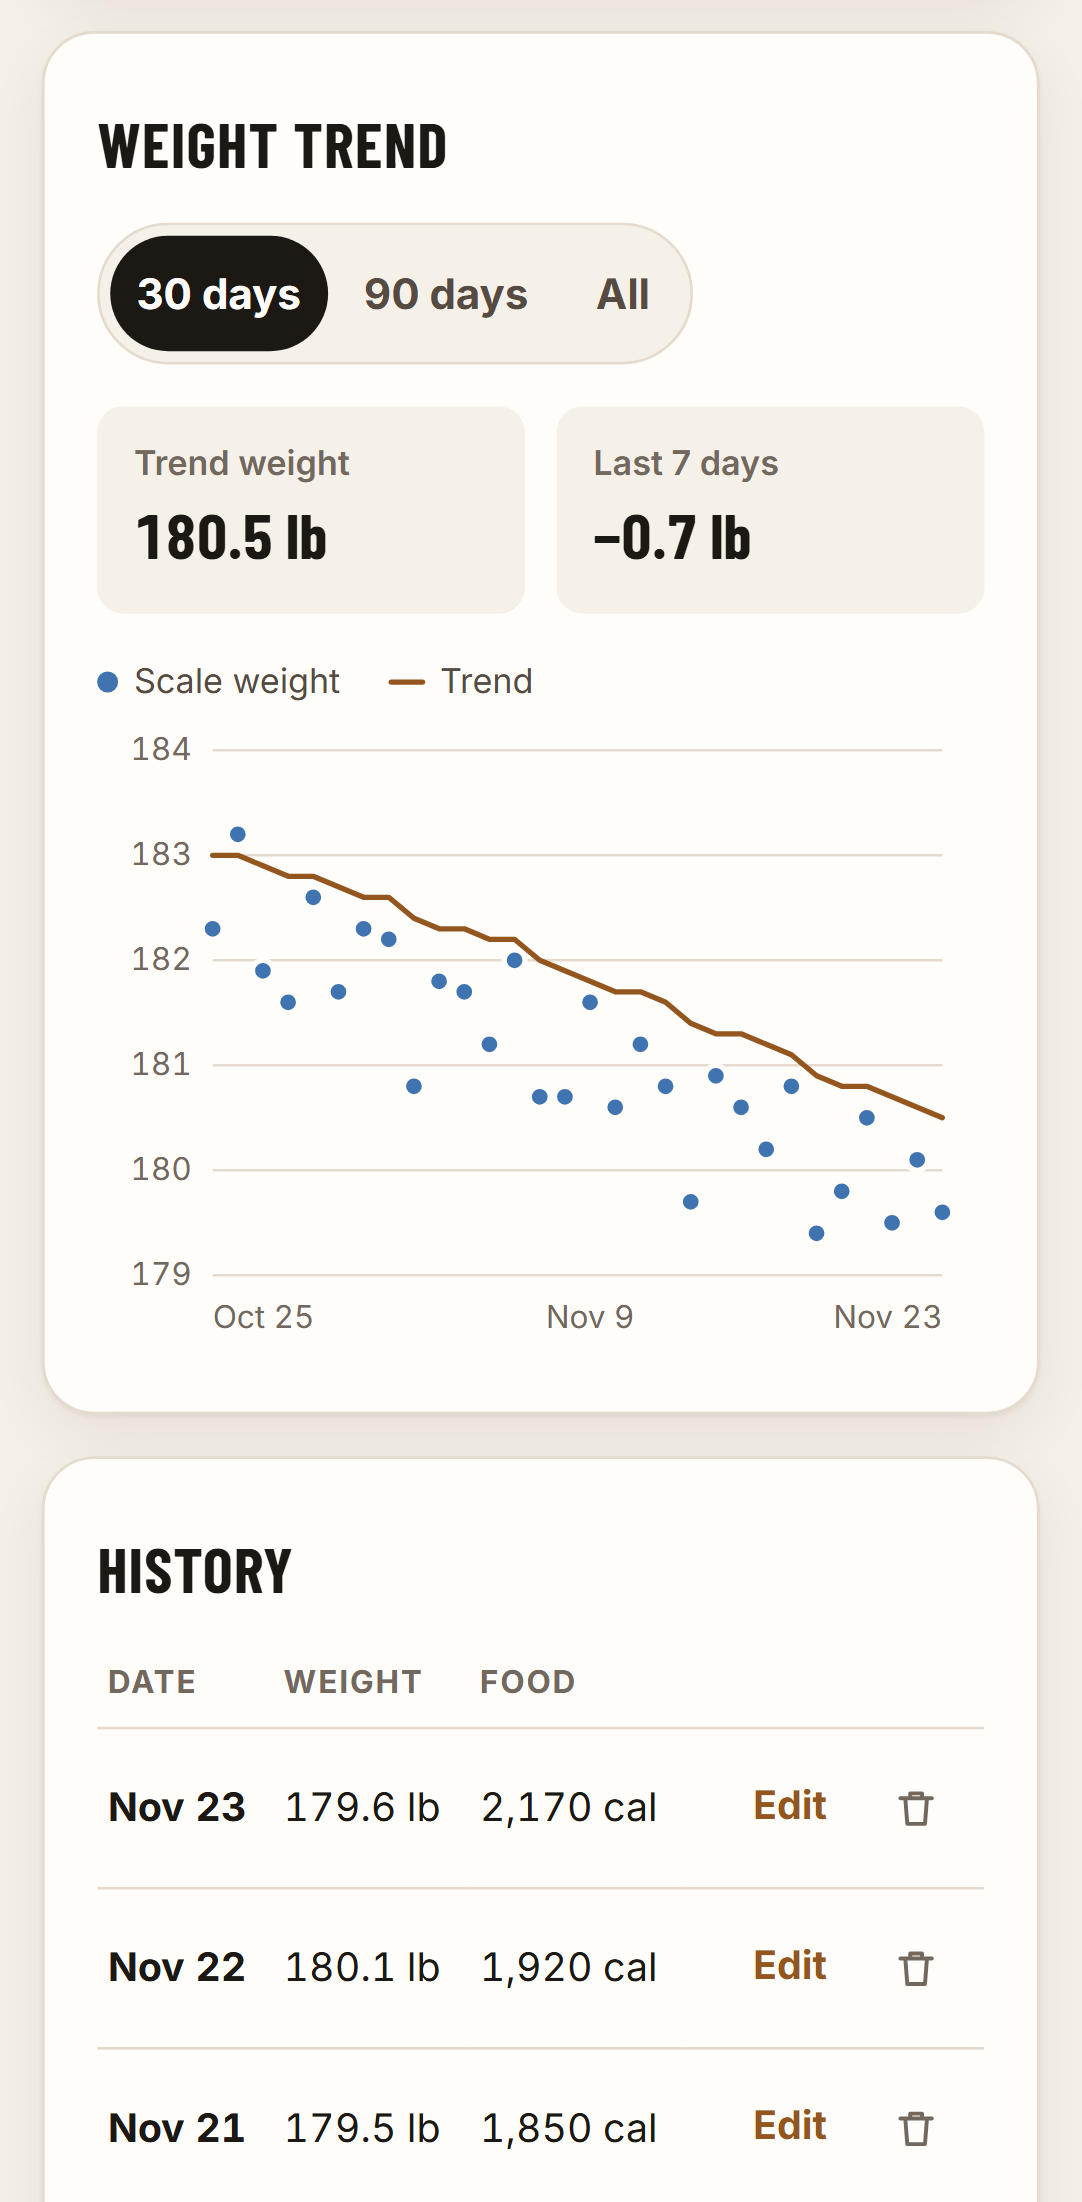 WEIGHT TREND
30 days 90 days All
Trend weight Last 7 days
180.5 lb −0.7 lb
Scale weight Trend
184
183
182
181
180
179
Oct 25 Nov 9 Nov 23
HISTORY
DATE WEIGHT FOOD
Nov 23 179.6 lb 2,170 cal Edit
Nov 22 180.1 lb 1,920 cal Edit
Nov 21 179.5 lb 1,850 cal Edit